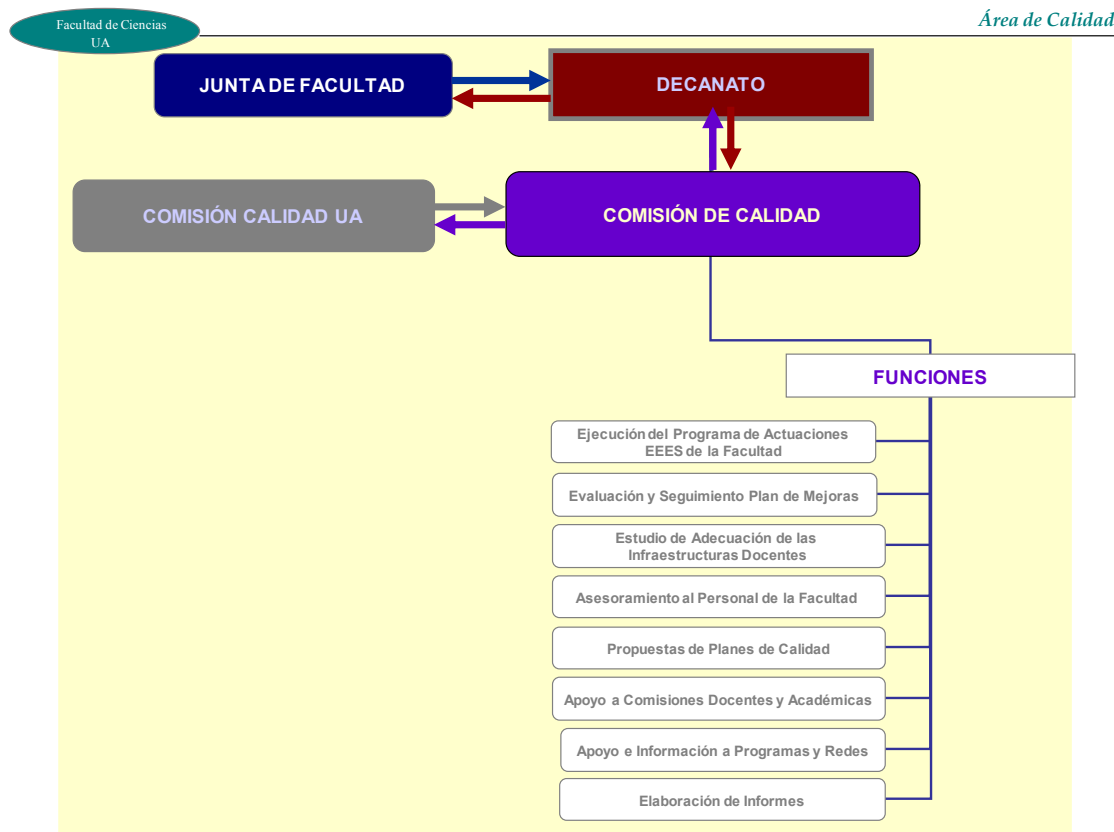 Facultad de Ciencias
UA
Área de Calidad
JUNTA DE FACULTAD
DECANATO
COMISIÓN CALIDAD UA
COMISIÓN DE CALIDAD
FUNCIONES
Ejecución del Programa de Actuaciones
EEES de la Facultad
Evaluación y Seguimiento Plan de Mejoras
Estudio de Adecuación de las
Infraestructuras Docentes
Asesoramiento al Personal de la Facultad
Propuestas de Planes de Calidad
Apoyo a Comisiones Docentes y Académicas
Apoyo e Información a Programas y Redes
Elaboración de Informes